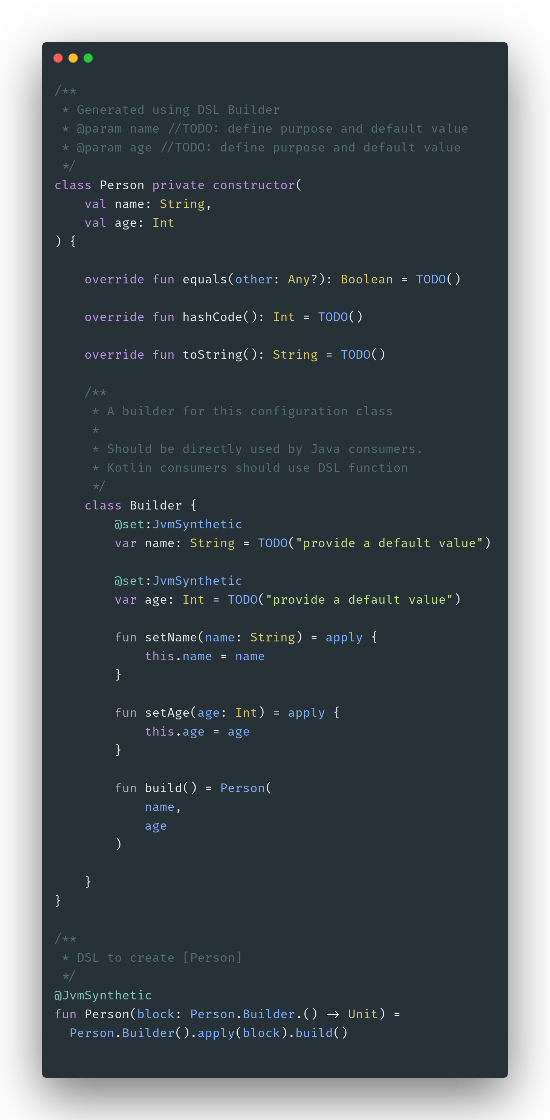 /**
 * Generated using DSL Builder
 * @param name //TODO: define purpose and default value
 * @param age //TODO: define purpose and default value
 */
class Person private constructor(
    val name: String,
    val age: Int
) {

    override fun equals(other: Any?): Boolean = TODO()

    override fun hashCode(): Int = TODO()

    override fun toString(): String = TODO()

    /**
     * A builder for this configuration class
     *
     * Should be directly used by Java consumers.
     * Kotlin consumers should use DSL function
     */
    class Builder {
        @set:JvmSynthetic
        var name: String = TODO("provide a default value")

        @set:JvmSynthetic
        var age: Int = TODO("provide a default value")

        fun setName(name: String) = apply {
            this.name = name
        }

        fun setAge(age: Int) = apply {
            this.age = age
        }

        fun build() = Person(
            name,
            age
        )

    }
}

/**
 * DSL to create [Person]
 */
@JvmSynthetic
fun Person(block: Person.Builder.() -> Unit) =
  Person.Builder().apply(block).build()